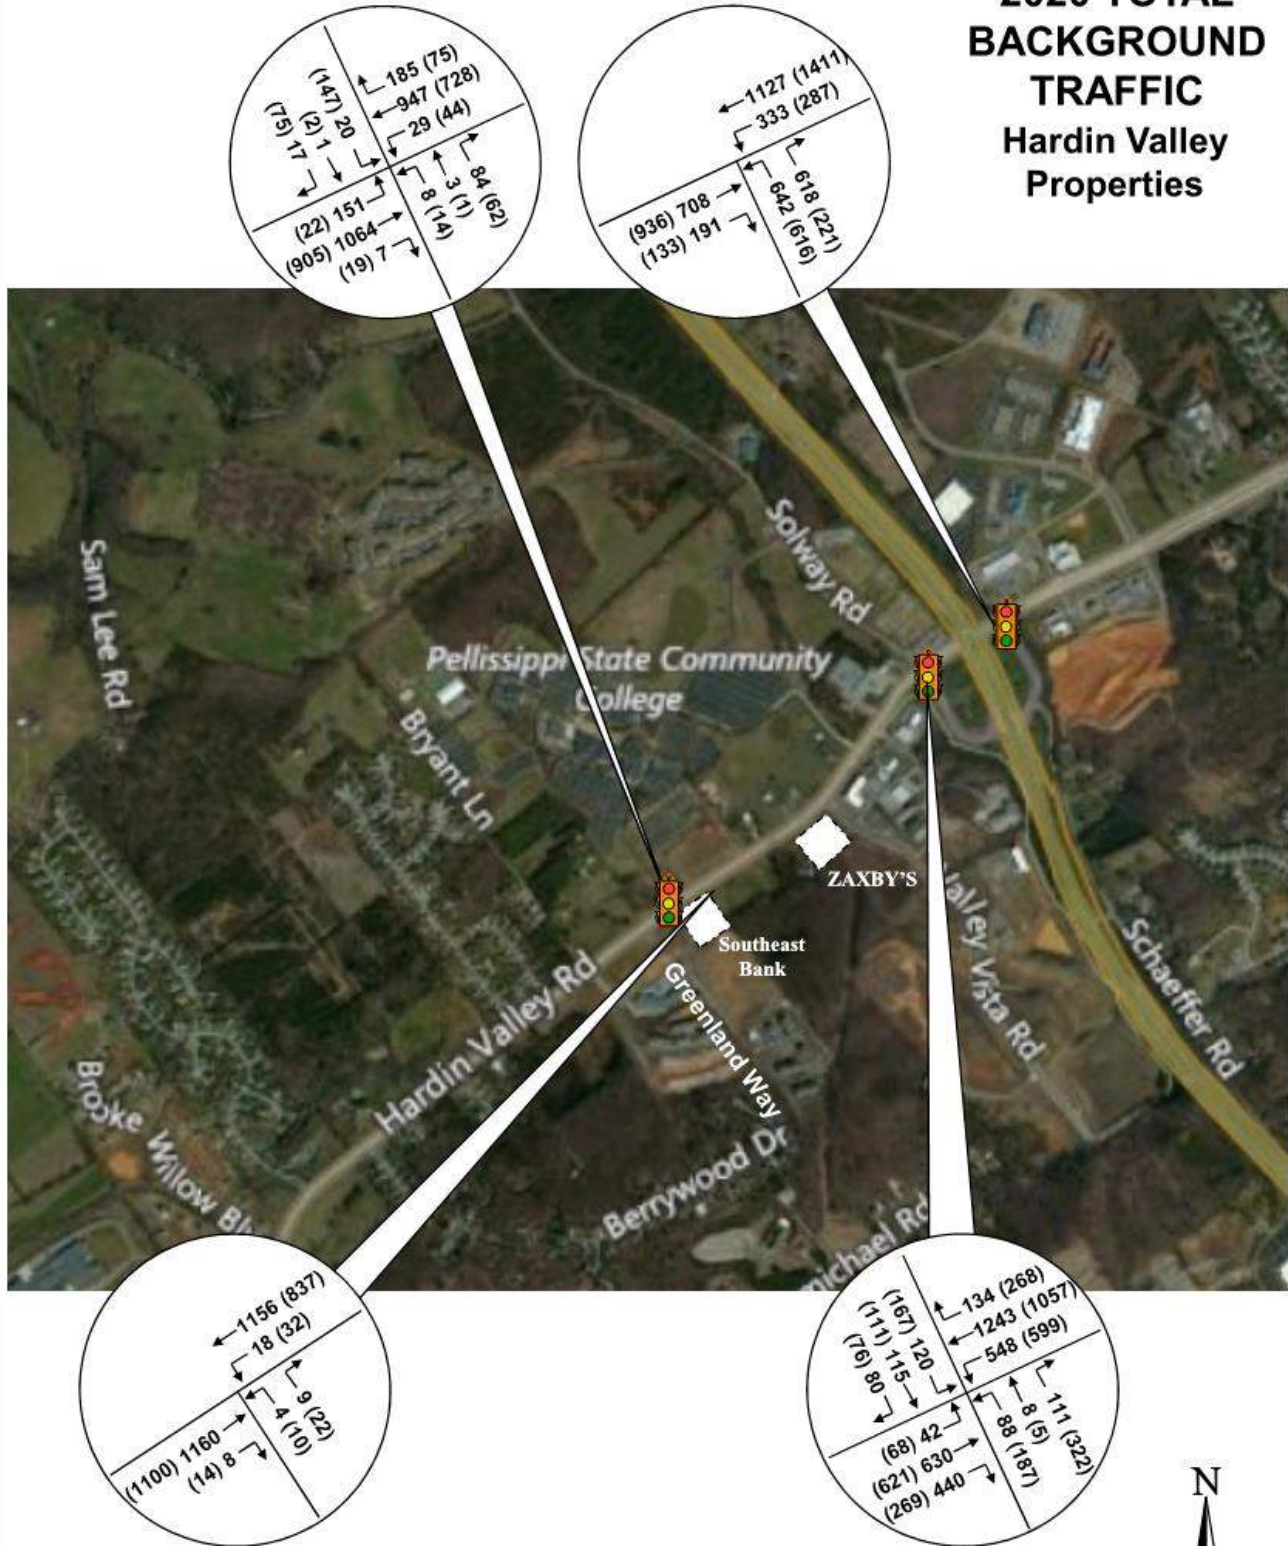 BACKGROUND
TRAFFIC
Hardin Valley
Properties
185 (75)
947 (728)
29 (44)
(147) 20
(2) 1
(75) 17
(22) 151
(905) 1064
(19) 7
8 (14)
3 (1)
84 (62)
1127 (1411)
333 (287)
(936) 708
(133) 191
642 (616)
618 (221)
Solway Rd
Sam Lee Rd
Pellissippi State Community
College
Bryant Ln
ZAXBY'S
Southeast
Bank
Valley Vista Rd
Schaeffer Rd
Greenland Way
Hardin Valley Rd
Brooke Willow Blv
Berrywood Dr
michael Rd
1156 (837)
18 (32)
(1100) 1160
(14) 8
4 (10)
9 (22)
134 (268)
1243 (1057)
548 (599)
(167) 120
(111) 115
(76) 80
(68) 42
(621) 630
(269) 440
88 (187)
8 (5)
111 (322)
N